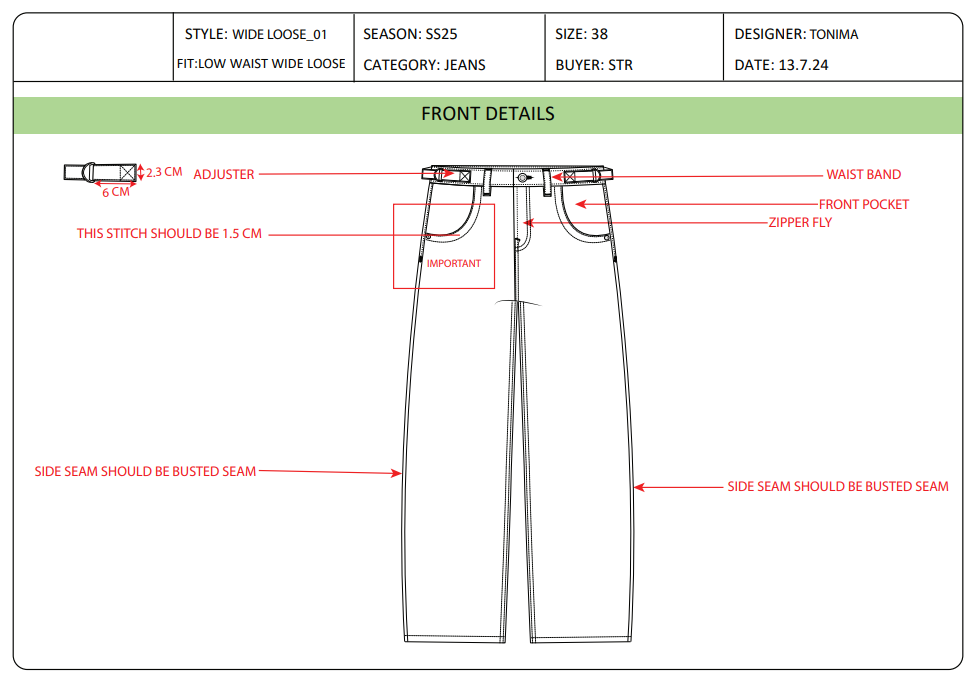 STYLE: WIDE LOOSE_01
SEASON: SS25
SIZE: 38
DESIGNER: TONIMA
FIT:LOW WAIST WIDE LOOSE
CATEGORY: JEANS
BUYER: STR
DATE: 13.7.24
FRONT DETAILS
2,3 CM
6 CM
ADJUSTER
WAIST BAND
FRONT POCKET
ZIPPER FLY
THIS STITCH SHOULD BE 1.5 CM
IMPORTANT
SIDE SEAM SHOULD BE BUSTED SEAM
SIDE SEAM SHOULD BE BUSTED SEAM